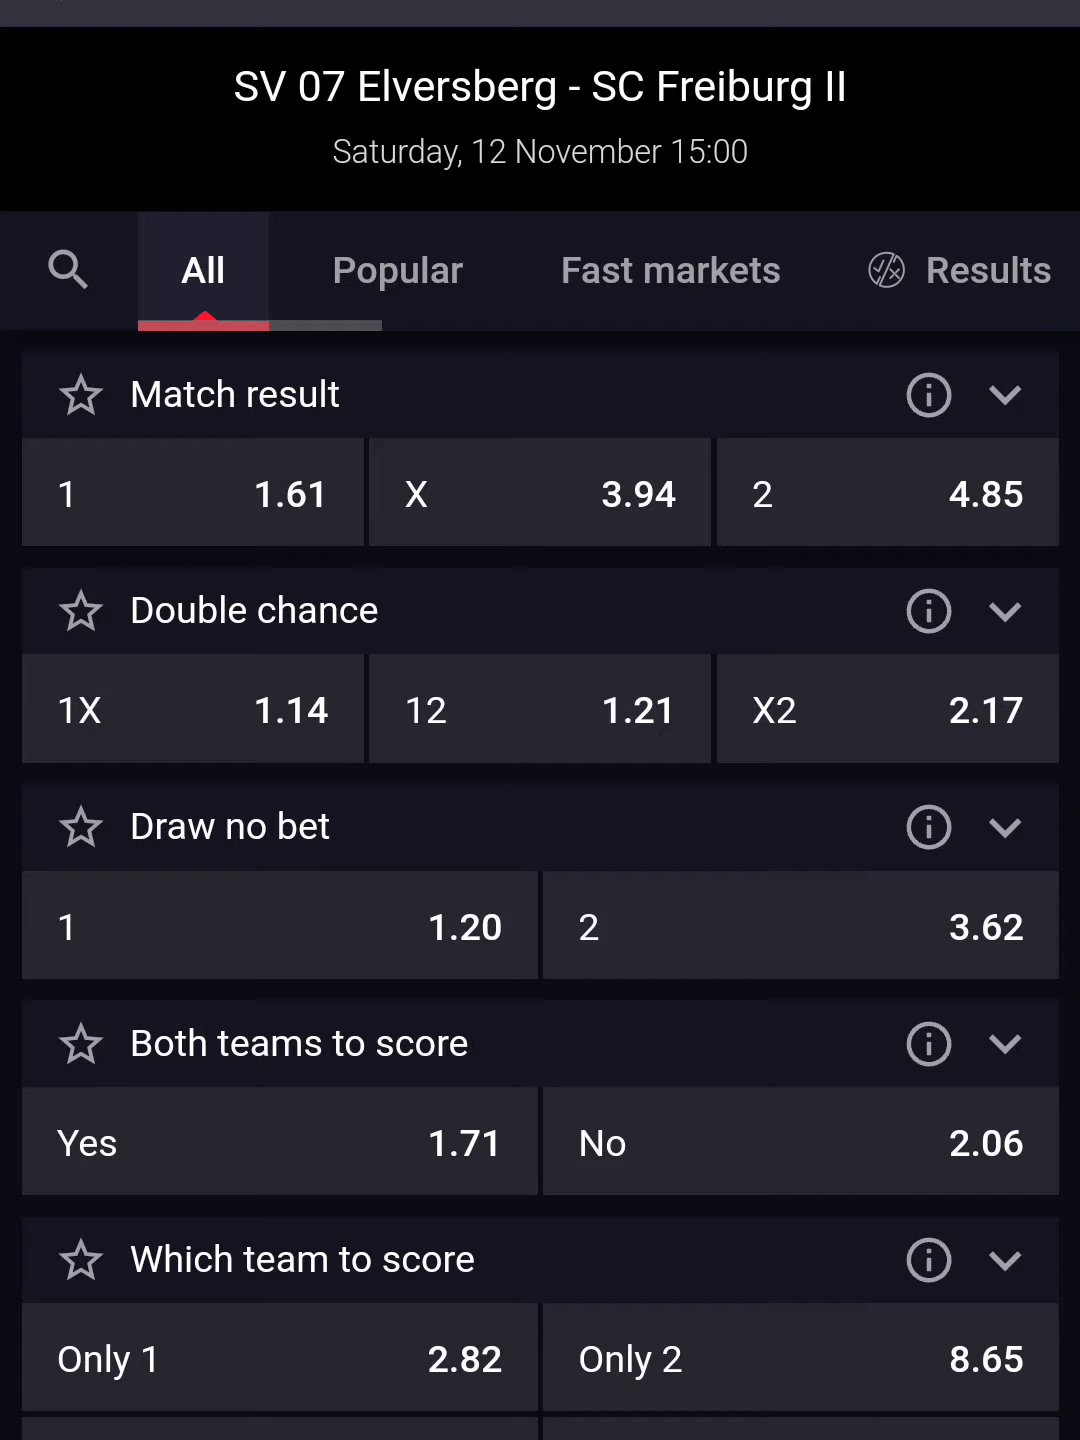 SV 07 Elversberg - SC Freiburg II
Saturday, 12 November 15:00
All Popular Fast markets Results
Match result
1 1.61 X 3.94 2 4.85
Double chance
1X 1.14 12 1.21 X2 2.17
Draw no bet
1 1.20 2 3.62
Both teams to score
Yes 1.71 No 2.06
Which team to score
Only 1 2.82 Only 2 8.65